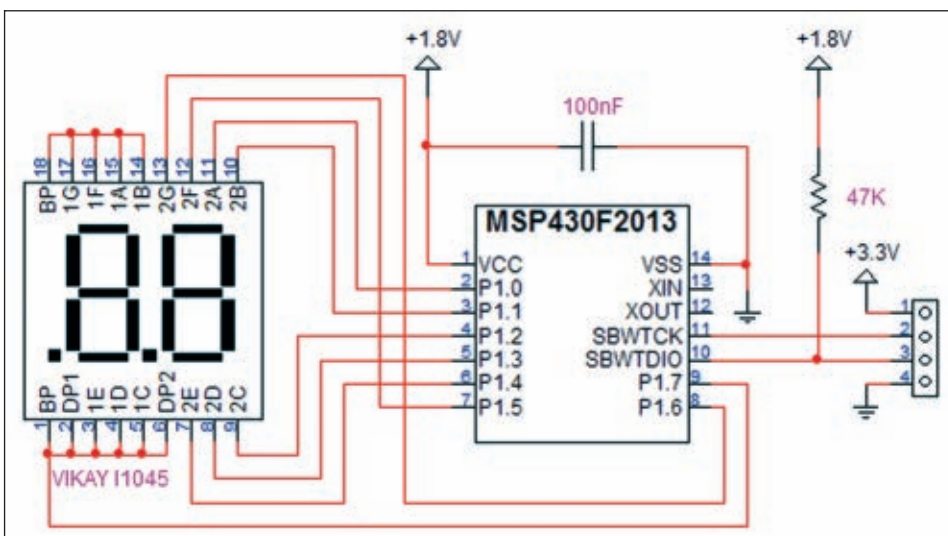 +1.8V
+1.8V
100nF
18 17 16 15 14 13 12 11 10
BP 1G 1F 1A 1B 2G 2F 2A 2B
47K
MSP430F2013
+3.3V
1 VCC VSS 14
2 P1.0 XIN 13
3 P1.1 XOUT 12
4 P1.2 SBWTCK 11
5 P1.3 SBWTDIO 10
6 P1.4 P1.7 9
7 P1.5 P1.6 8
1
2
3
4
8.8
BP DP1 1E 1D 1C DP2 2E 2D 2C
1 2 3 4 5 6 7 8 9
VIKAY I1045